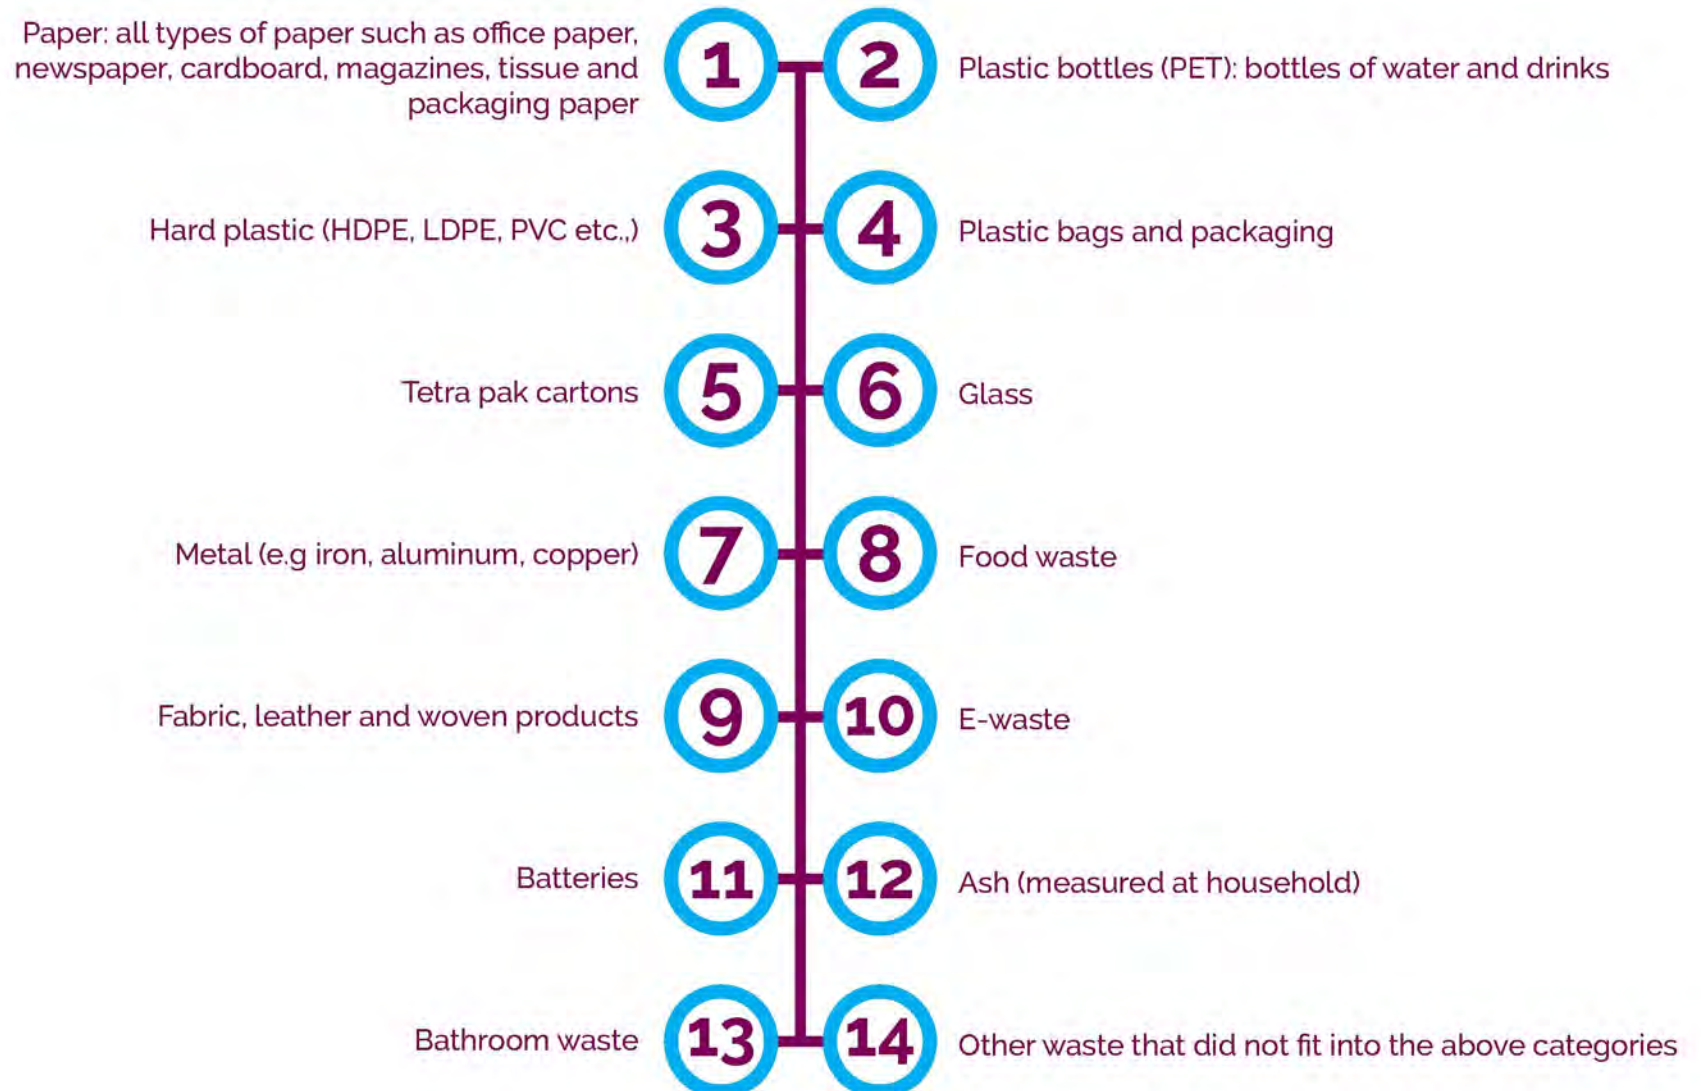 Paper: all types of paper such as office paper,
newspaper, cardboard, magazines, tissue and
packaging paper
1
2
Plastic bottles (PET): bottles of water and drinks
Hard plastic (HDPE, LDPE, PVC etc.,)
3
4
Plastic bags and packaging
Tetra pak cartons
5
6
Glass
Metal (e.g iron, aluminum, copper)
7
8
Food waste
Fabric, leather and woven products
9
10
E-waste
Batteries
11
12
Ash (measured at household)
Bathroom waste
13
14
Other waste that did not fit into the above categories